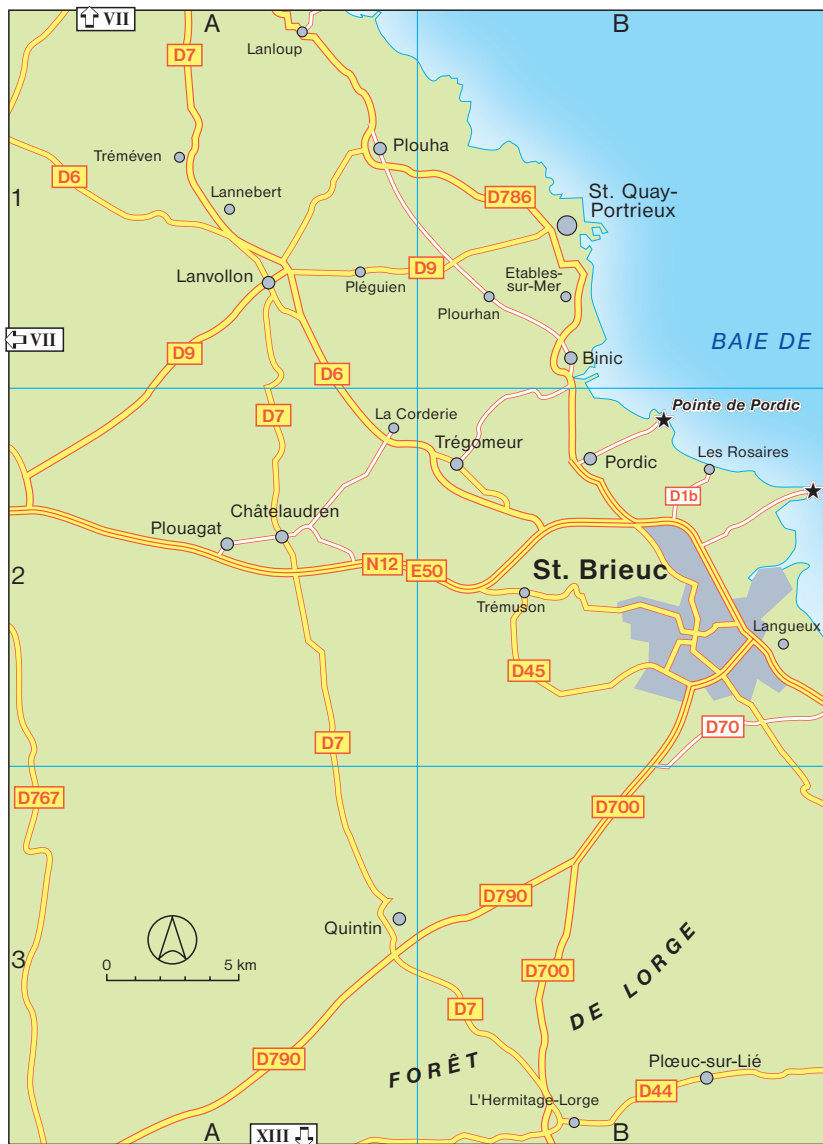 VII
A
B
D7
Lanloup
Plouha
Tréméven
D6
Lannebert
1
D786
St. Quay-
Portrieux
Lanvollon
Pléguien
D9
Etables-
sur-Mer
Plourhan
VII
D9
D6
Binic
BAIE DE
D7
La Corderie
Pointe de Pordic
Trégomeur
Pordic
Les Rosaires
D1b
Châtelaudren
Plouagat
N12
E50
St. Brieuc
2
Trémuson
Langueux
D45
D7
D70
D767
D700
D790
Quintin
3
0
5 km
D700
DE LORGE
D7
D790
FORÊT
Plœuc-sur-Lié
D44
L'Hermitage-Lorge
A
XIII
B